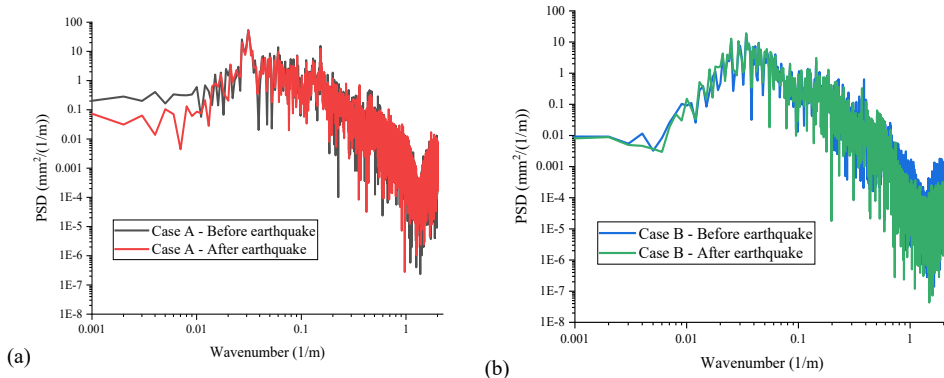 100
10
1
0.1
0.01
0.001
1E-4
1E-5
1E-6
1E-7
1E-8
PSD (mm²/(1/m))
Case A - Before earthquake
Case A - After earthquake
0.001
0.01
0.1
1
Wavenumber (1/m)
(a)
100
10
1
0.1
0.01
0.001
1E-4
1E-5
1E-6
1E-7
1E-8
PSD (mm²/(1/m))
Case B - Before earthquake
Case B - After earthquake
0.001
0.01
0.1
1
Wavenumber (1/m)
(b)